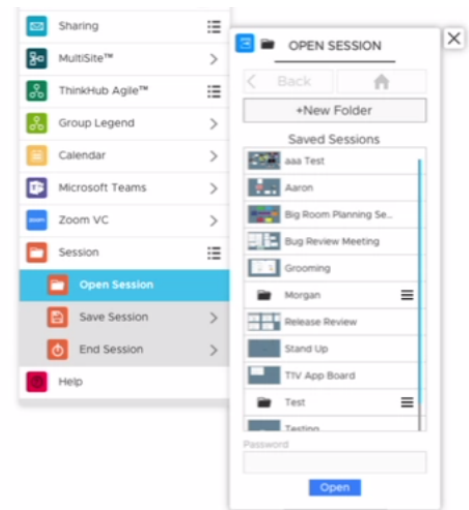 Sharing
MultiSite™
ThinkHub Agile™
Group Legend
Calendar
Microsoft Teams
Zoom VC
Session
Open Session
Save Session
End Session
Help
OPEN SESSION
Back
+New Folder
Saved Sessions
aaa Test
Aaron
Big Room Planning Se...
Bug Review Meeting
Grooming
Morgan
Release Review
Stand Up
T1V App Board
Test
Testing
Password
Open